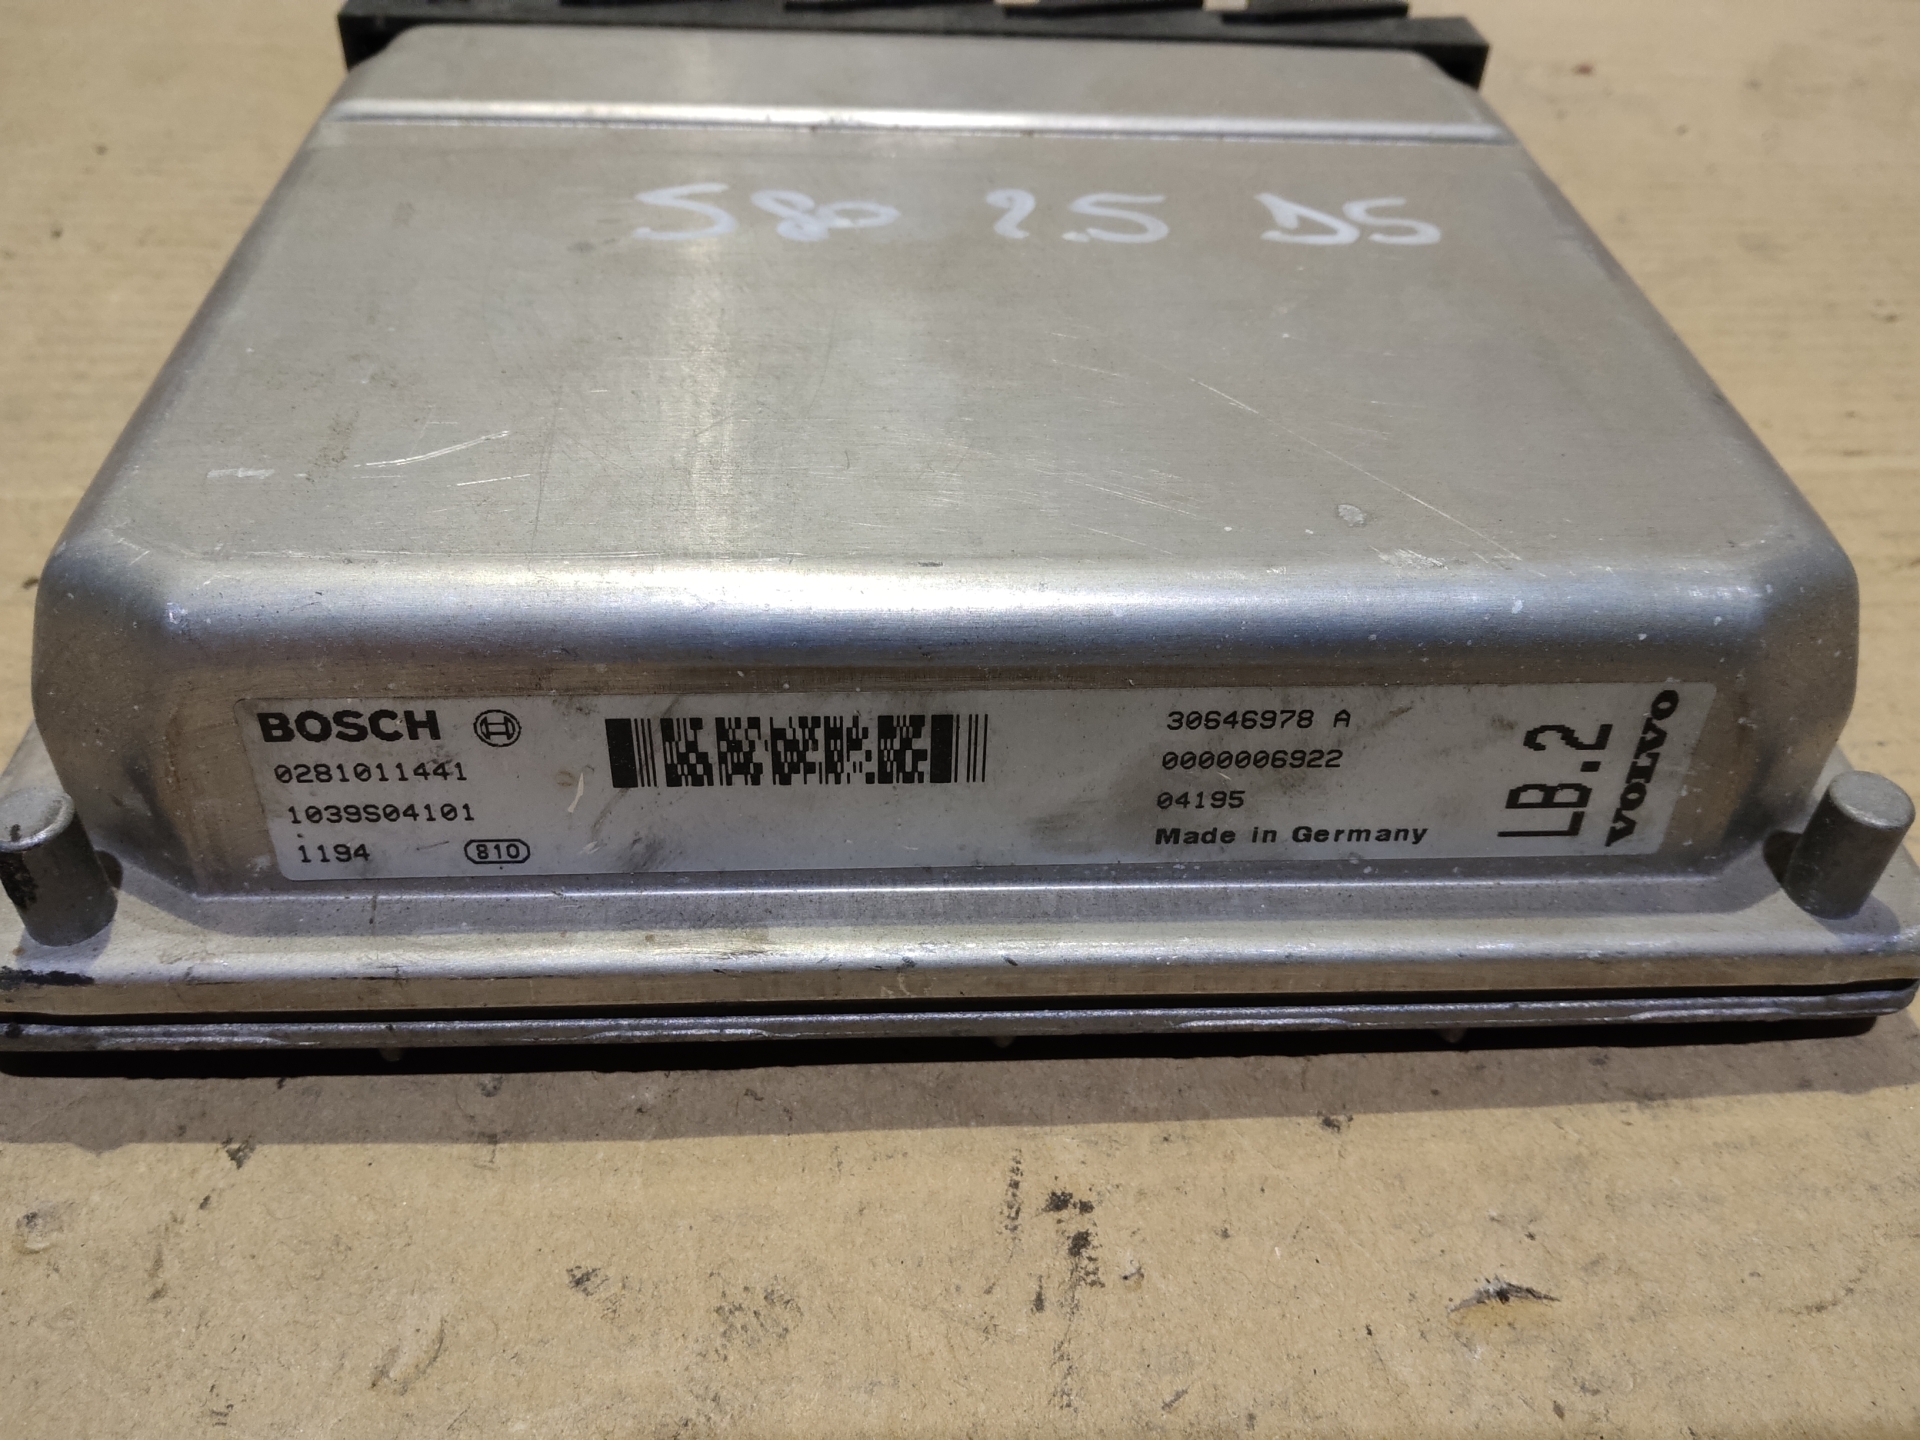 S80 2.5 D5
BOSCH
0281011441
1039S04101
1194 810
30646978 A
0000006922
04195
Made in Germany
LB.2
VOLVO